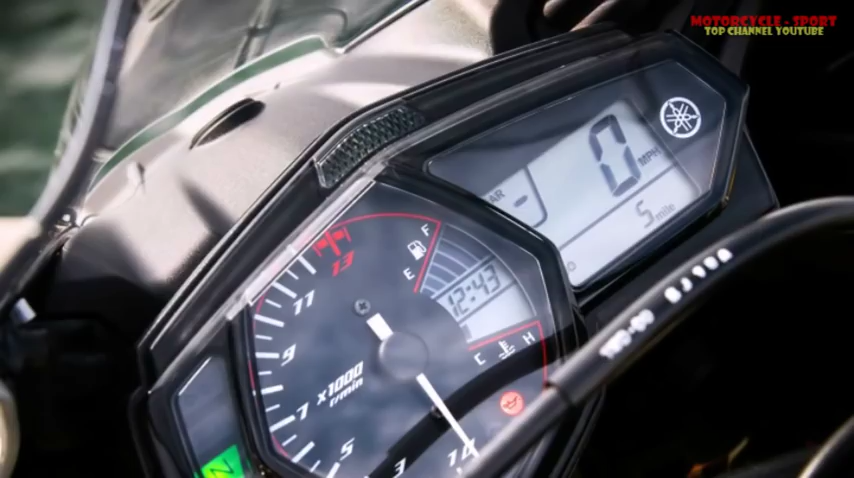 MOTORCYCLE - SPORT
TOP CHANNEL YOUTUBE
0 MPH
5 mile
-
F
E
12:43
C H
13
11
9
7
5
3
x1000
r/min
N